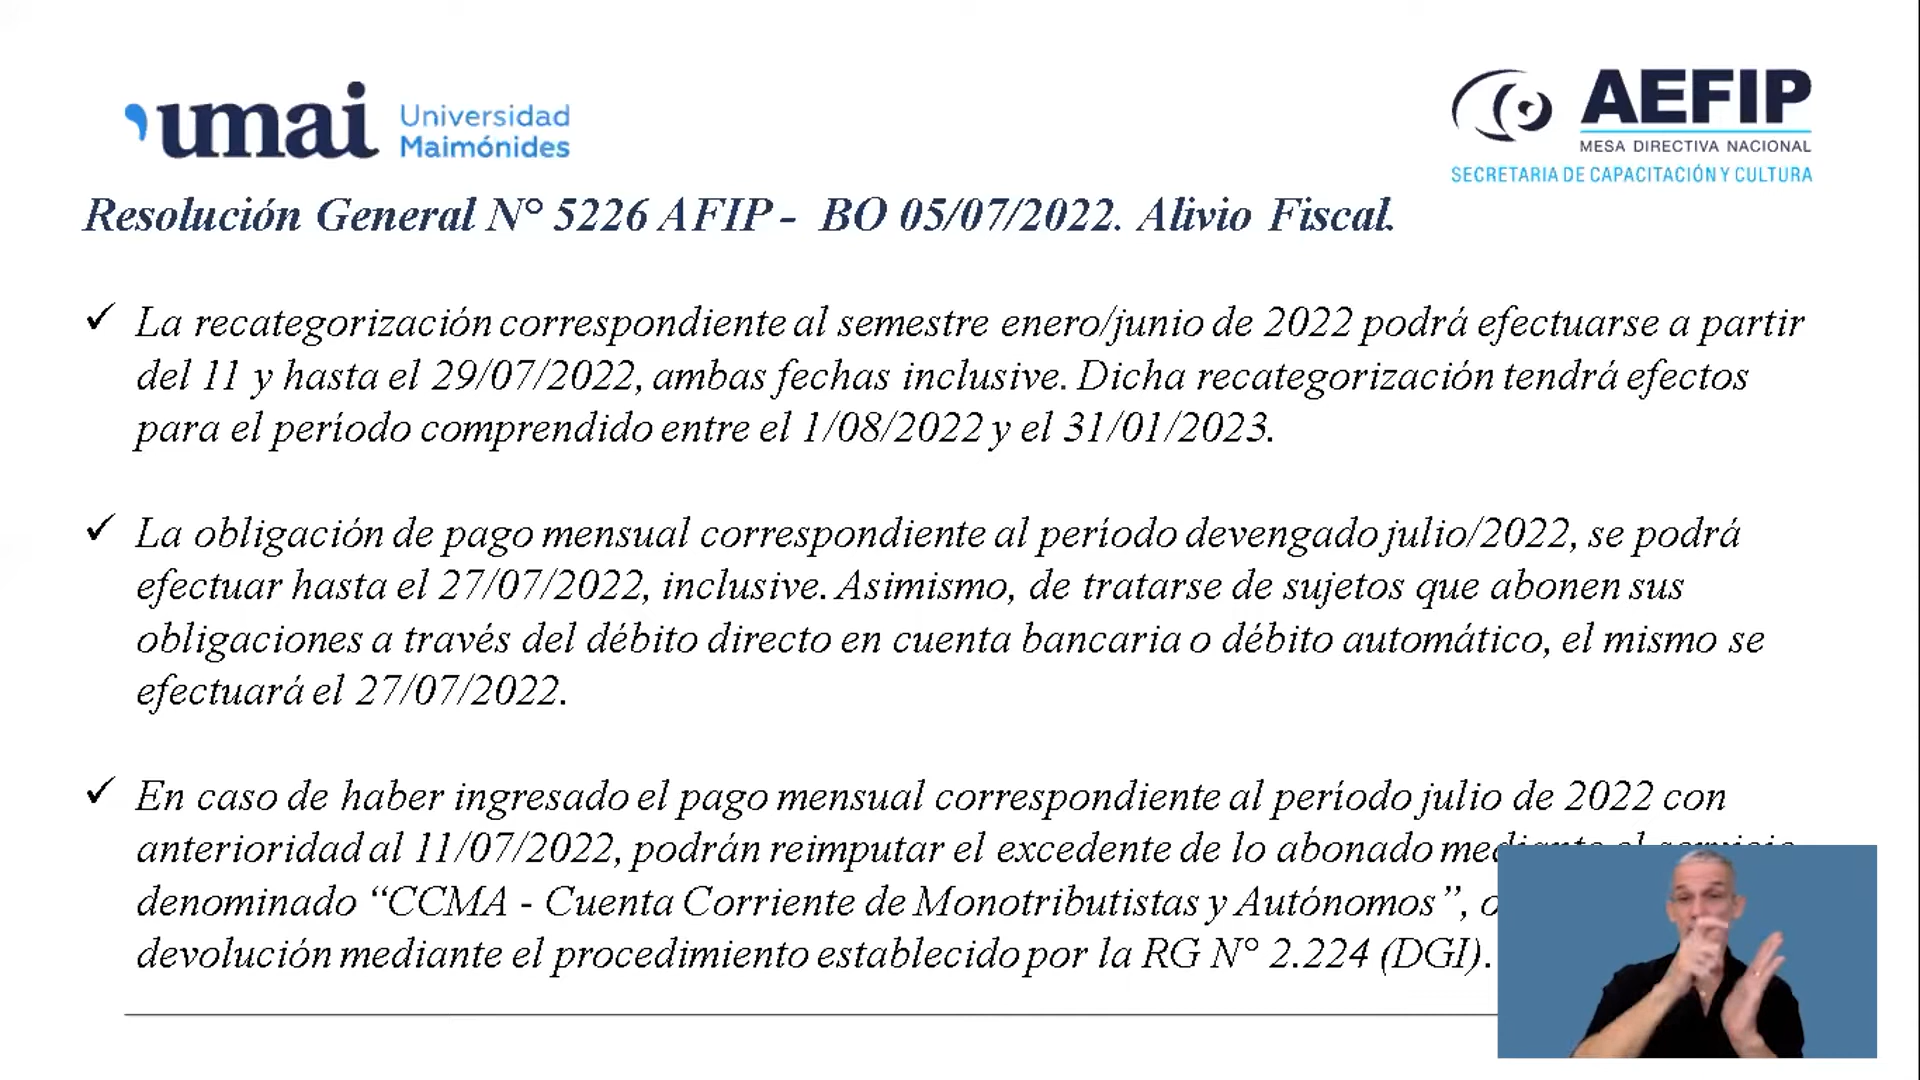 umai Universidad
Maimónides
AEFIP
MESA DIRECTIVA NACIONAL
SECRETARIA DE CAPACITACIÓN Y CULTURA
Resolución General N° 5226 AFIP - BO 05/07/2022. Alivio Fiscal.
✓ La recategorización correspondiente al semestre enero/junio de 2022 podrá efectuarse a partir
del 11 y hasta el 29/07/2022, ambas fechas inclusive. Dicha recategorización tendrá efectos
para el período comprendido entre el 1/08/2022 y el 31/01/2023.
✓ La obligación de pago mensual correspondiente al período devengado julio/2022, se podrá
efectuar hasta el 27/07/2022, inclusive. Asimismo, de tratarse de sujetos que abonen sus
obligaciones a través del débito directo en cuenta bancaria o débito automático, el mismo se
efectuará el 27/07/2022.
✓ En caso de haber ingresado el pago mensual correspondiente al período julio de 2022 con
anterioridad al 11/07/2022, podrán reimputar el excedente de lo abonado mediante el servicio
denominado “CCMA - Cuenta Corriente de Monotributistas y Autónomos”,
devolución mediante el procedimiento establecido por la RG N° 2.224 (DGI).